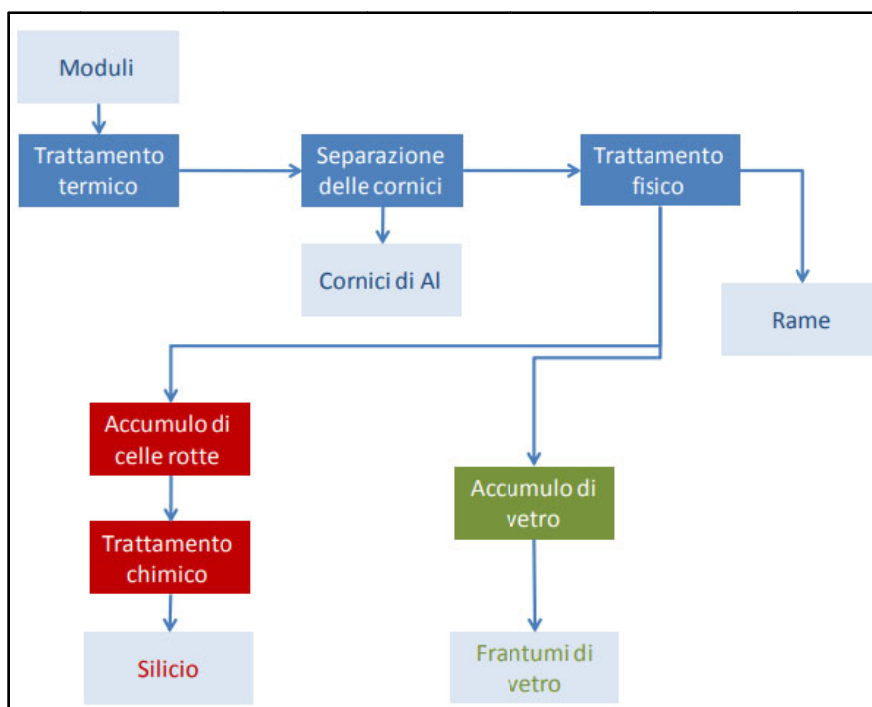 Moduli
Trattamento
termico
Separazione
delle cornici
Trattamento
fisico
Cornici di Al
Rame
Accumulo di
celle rotte
Accumulo di
vetro
Trattamento
chimico
Silicio
Frantumi di
vetro